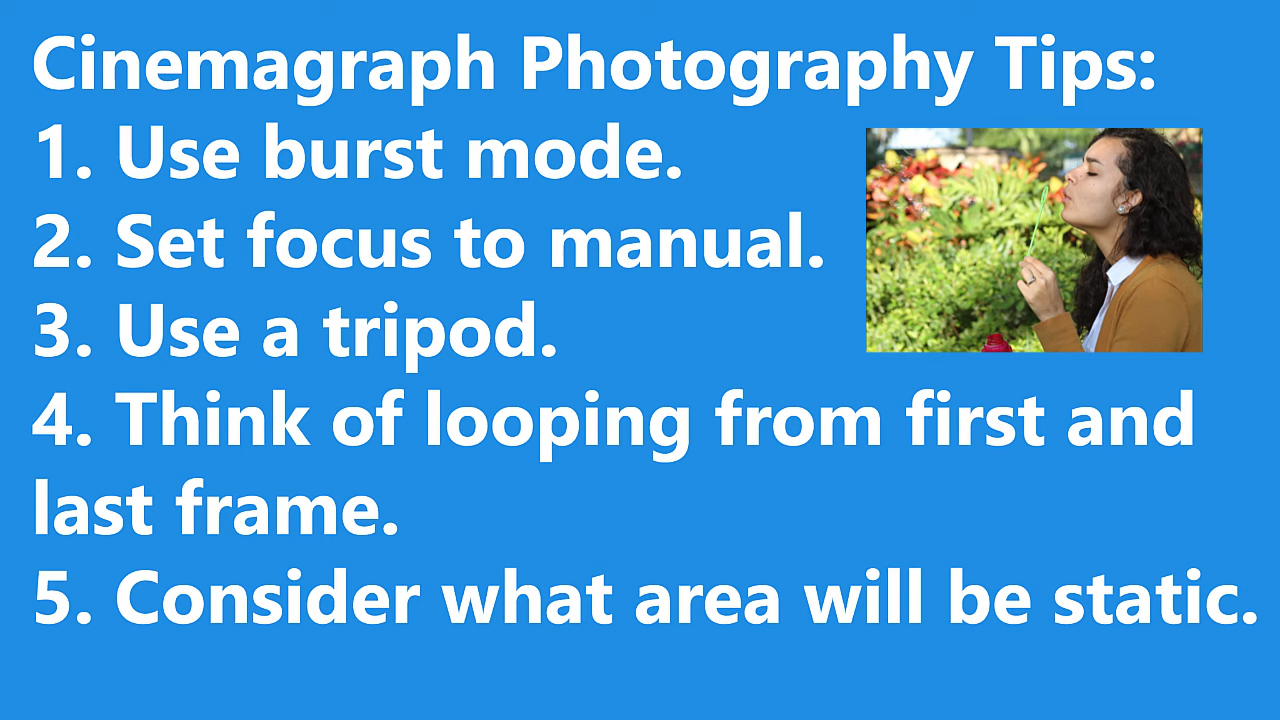 Cinemagraph Photography Tips:
1. Use burst mode.
2. Set focus to manual.
3. Use a tripod.
4. Think of looping from first and
last frame.
5. Consider what area will be static.